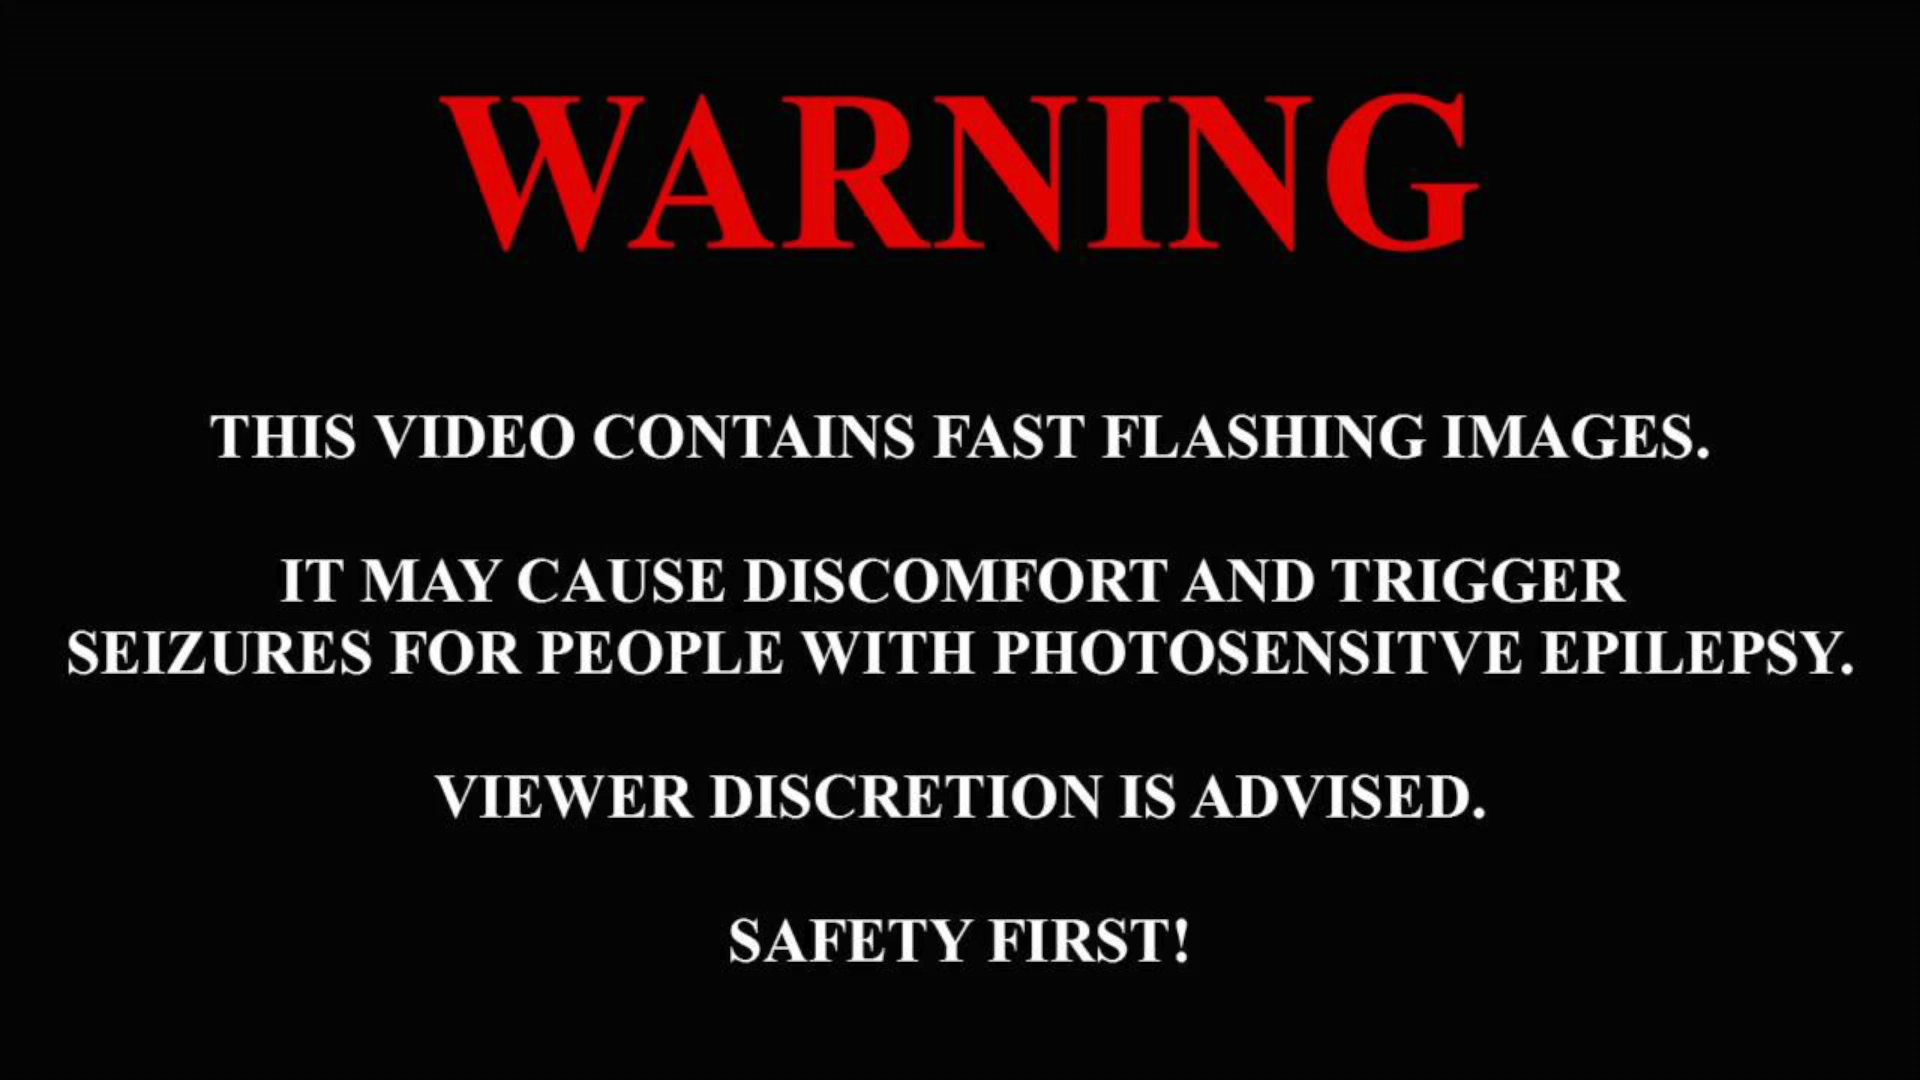 WARNING
THIS VIDEO CONTAINS FAST FLASHING IMAGES.
IT MAY CAUSE DISCOMFORT AND TRIGGER
SEIZURES FOR PEOPLE WITH PHOTOSENSITVE EPILEPSY.
VIEWER DISCRETION IS ADVISED.
SAFETY FIRST!